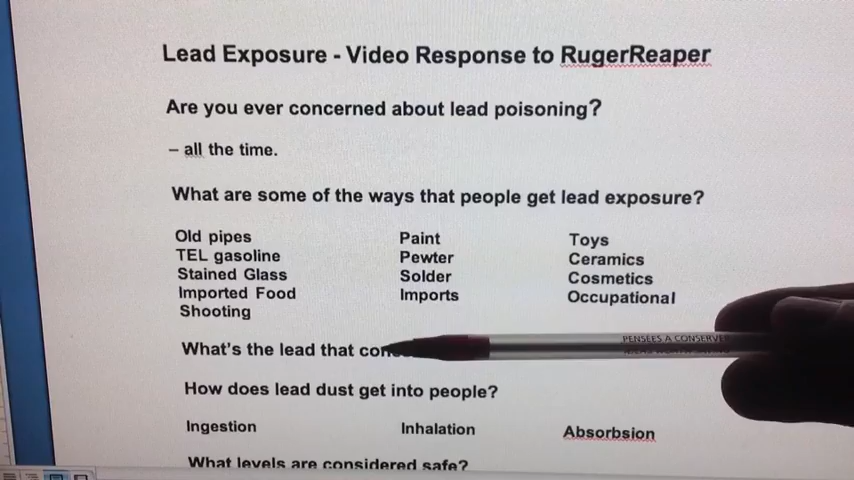 Lead Exposure - Video Response to RugerReaper
Are you ever concerned about lead poisoning?
– all the time.
What are some of the ways that people get lead exposure?
Old pipes Paint Toys
TEL gasoline Pewter Ceramics
Stained Glass Solder Cosmetics
Imported Food Imports Occupational
Shooting
What's the lead that
PENSÉES À CONSERVER
How does lead dust get into people?
Ingestion Inhalation Absorbsion
What levels are considered safe?